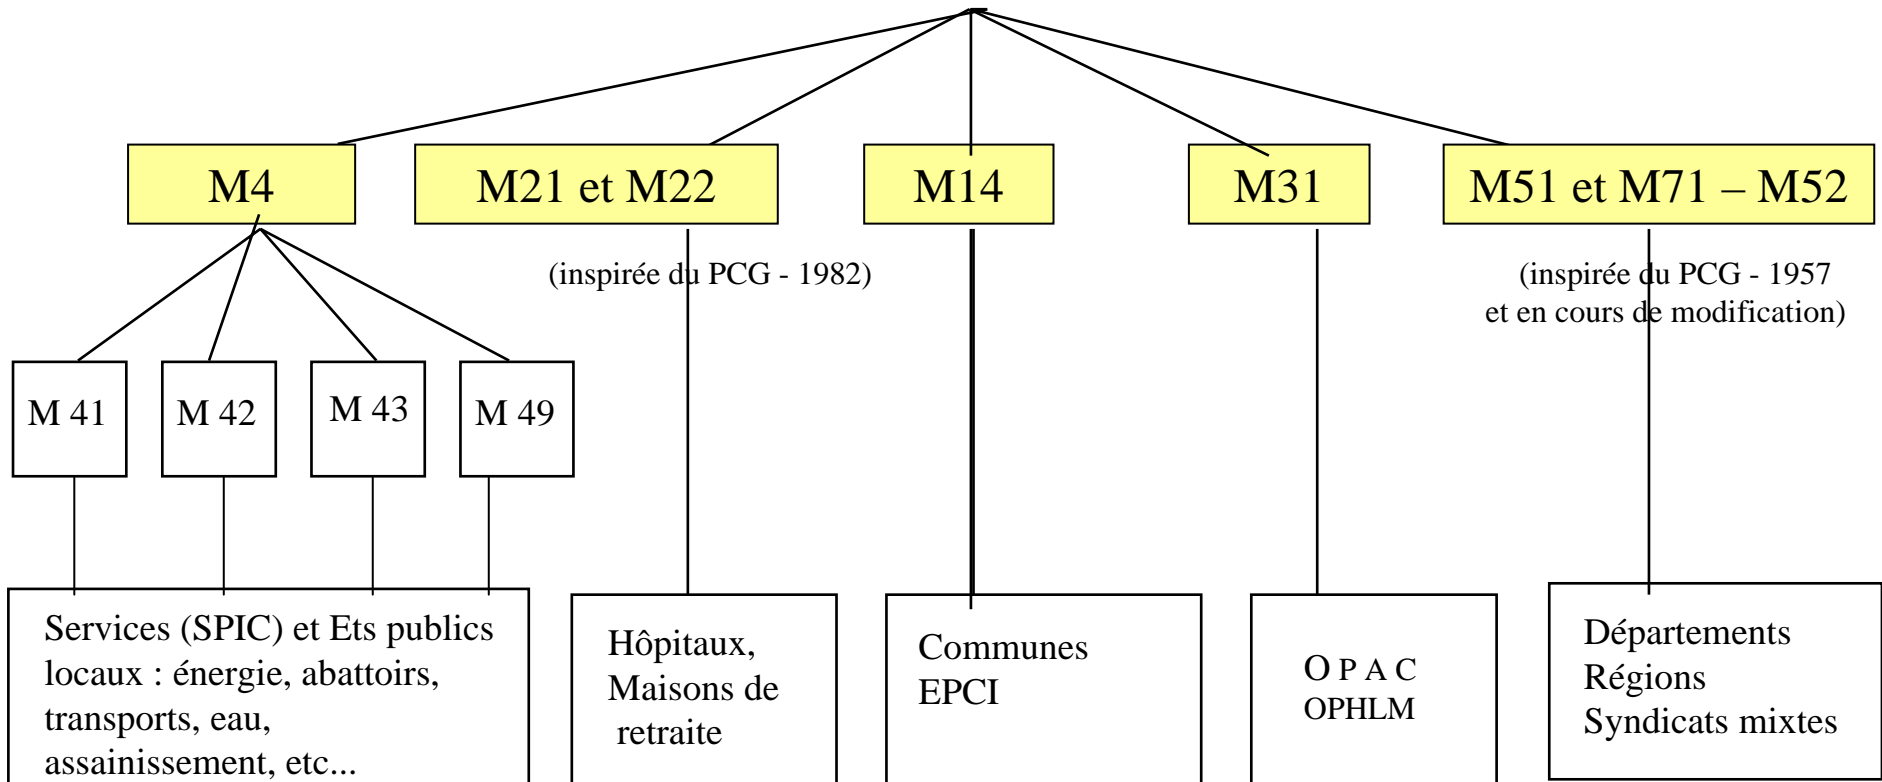 M4
M21 et M22
M14
M31
M51 et M71 – M52
(inspirée du PCG - 1982)
(inspirée du PCG - 1957
et en cours de modification)
M 41
M 42
M 43
M 49
Services (SPIC) et Ets publics
locaux : énergie, abattoirs,
transports, eau,
assainissement, etc...
Hôpitaux,
Maisons de
retraite
Communes
EPCI
O P A C
OPHLM
Départements
Régions
Syndicats mixtes